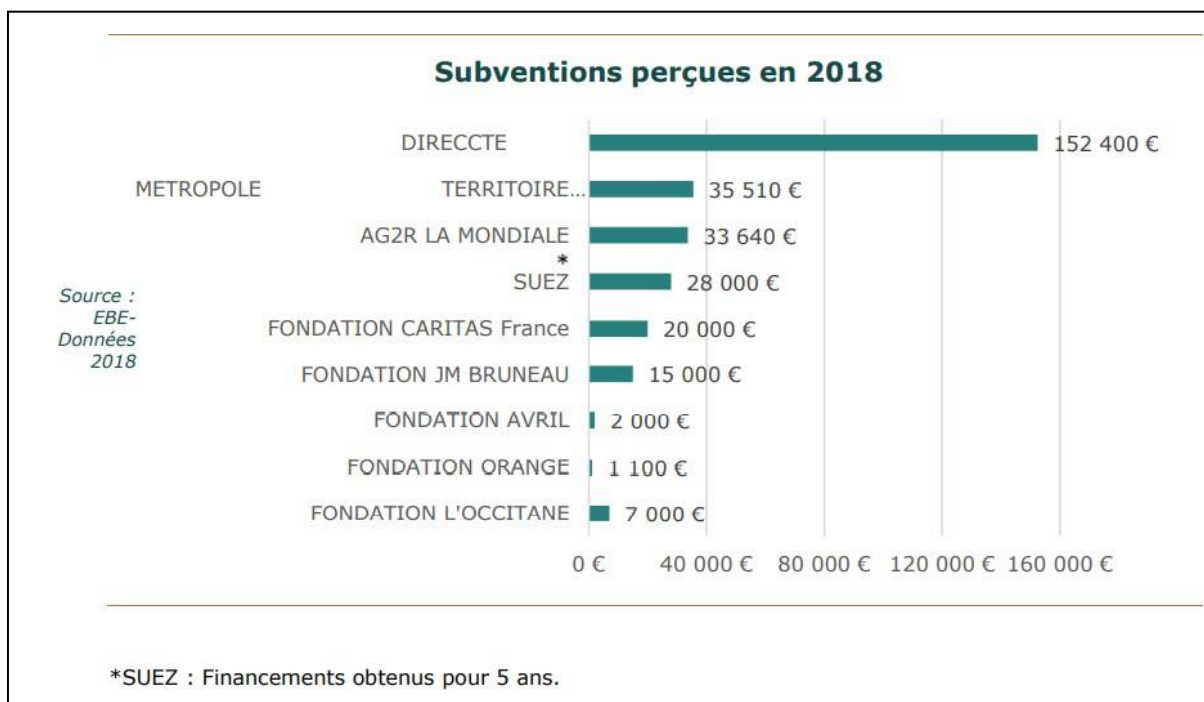 Subventions perçues en 2018
DIRECCTE 152 400 €
METROPOLE TERRITOIRE... 35 510 €
AG2R LA MONDIALE 33 640 €
*
SUEZ 28 000 €
FONDATION CARITAS France 20 000 €
FONDATION JM BRUNEAU 15 000 €
FONDATION AVRIL 2 000 €
FONDATION ORANGE 1 100 €
FONDATION L'OCCITANE 7 000 €
0 € 40 000 € 80 000 € 120 000 € 160 000 €
Source :
EBE-
Données
2018
*SUEZ : Financements obtenus pour 5 ans.